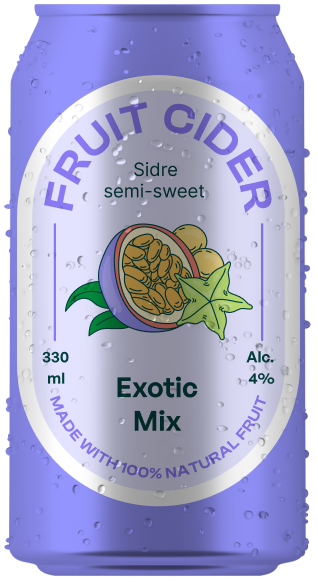 FRUIT CIDER
Sidre
semi-sweet
330
ml
Alc.
4%
Exotic
Mix
MADE WITH 100% NATURAL FRUIT